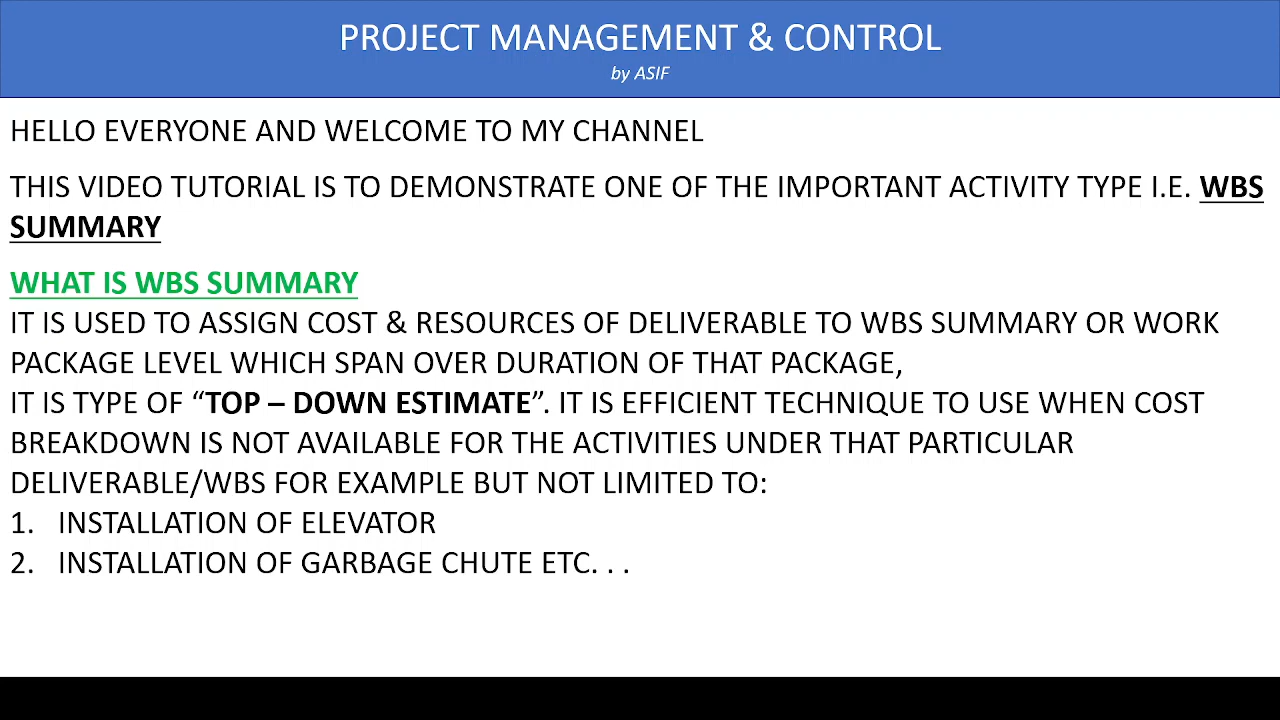 PROJECT MANAGEMENT & CONTROL
by ASIF
HELLO EVERYONE AND WELCOME TO MY CHANNEL
THIS VIDEO TUTORIAL IS TO DEMONSTRATE ONE OF THE IMPORTANT ACTIVITY TYPE I.E. WBS
SUMMARY
WHAT IS WBS SUMMARY
IT IS USED TO ASSIGN COST & RESOURCES OF DELIVERABLE TO WBS SUMMARY OR WORK
PACKAGE LEVEL WHICH SPAN OVER DURATION OF THAT PACKAGE,
IT IS TYPE OF “TOP – DOWN ESTIMATE”. IT IS EFFICIENT TECHNIQUE TO USE WHEN COST
BREAKDOWN IS NOT AVAILABLE FOR THE ACTIVITIES UNDER THAT PARTICULAR
DELIVERABLE/WBS FOR EXAMPLE BUT NOT LIMITED TO:
1. INSTALLATION OF ELEVATOR
2. INSTALLATION OF GARBAGE CHUTE ETC. . .